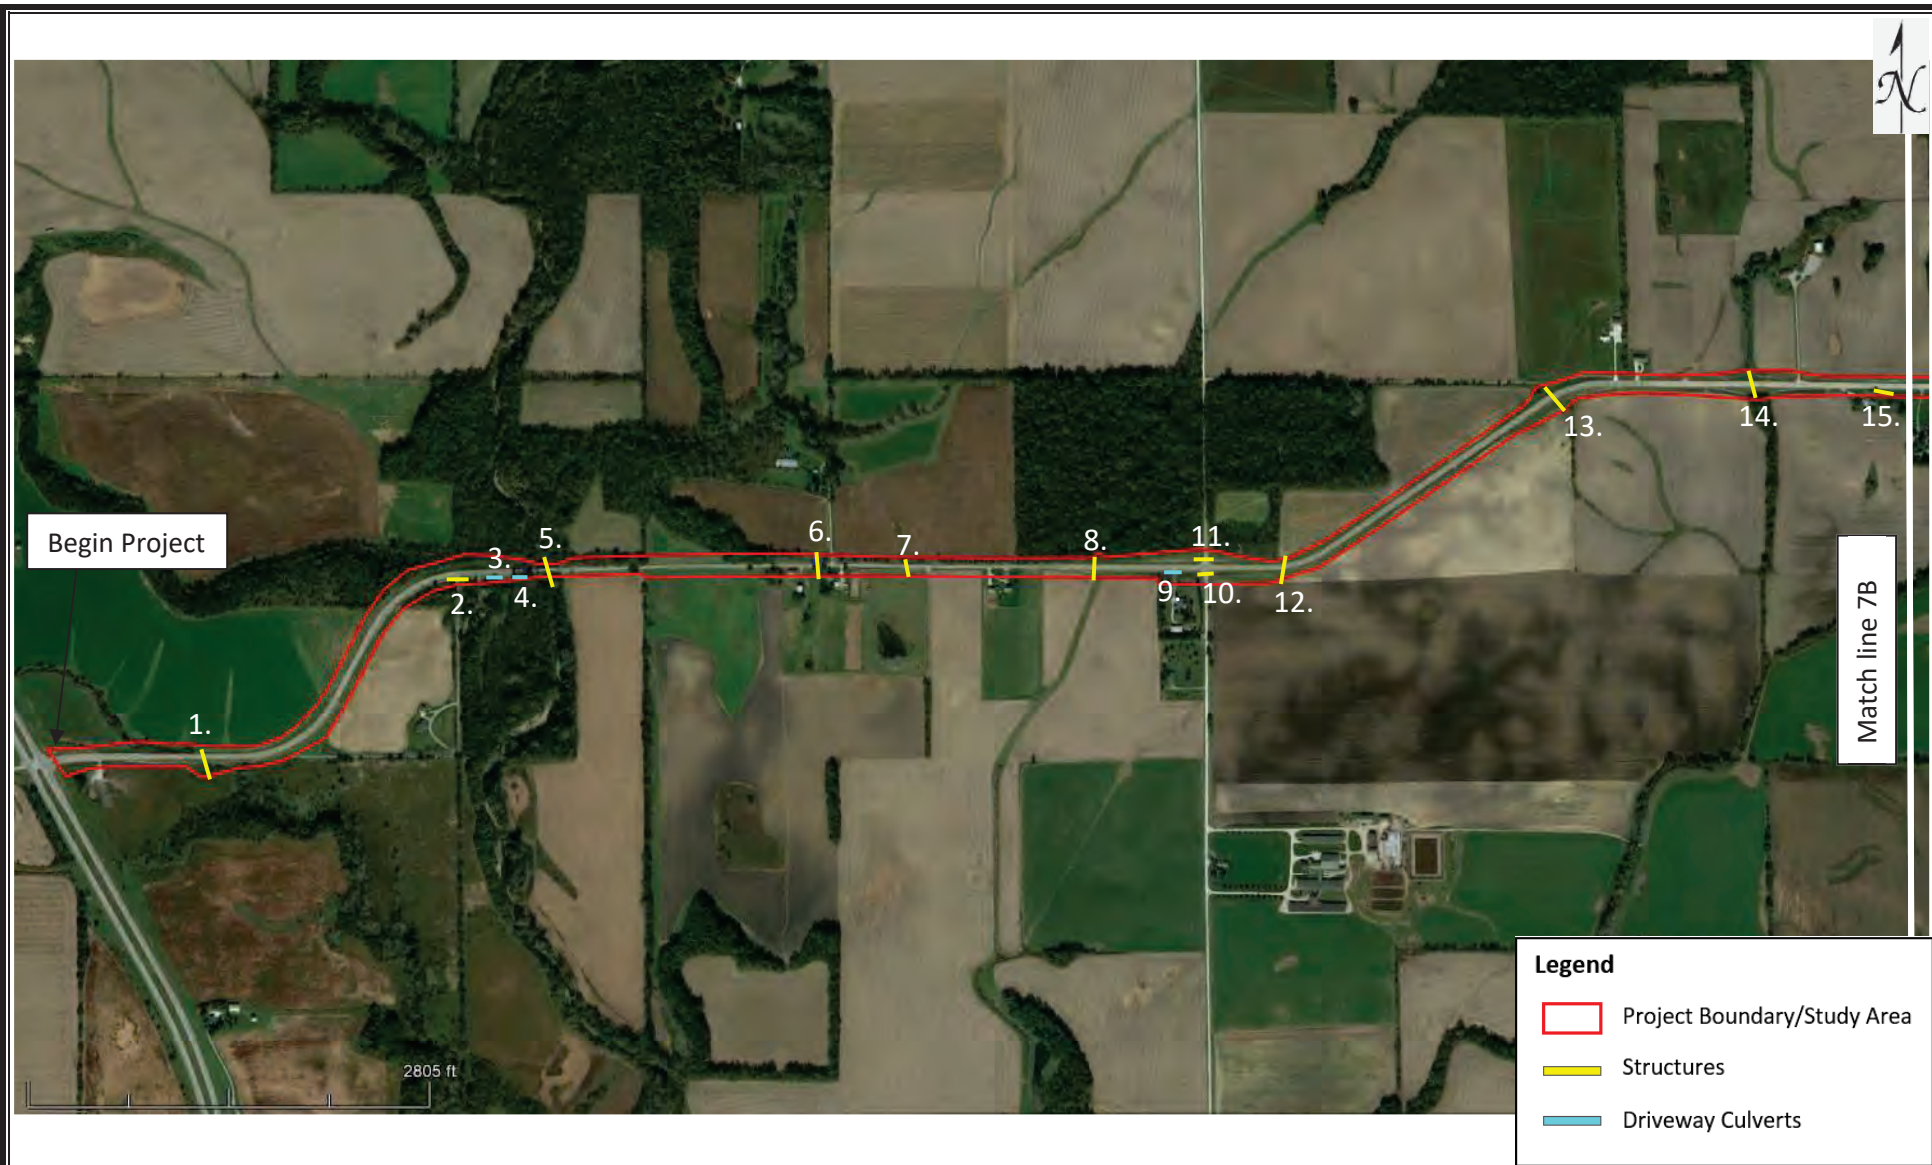 N
13.
14.
15.
Begin Project
3.
5.
6.
7.
8.
11.
2.
4.
9.
10.
12.
Match line 7B
1.
2805 ft
Legend
Project Boundary/Study Area
Structures
Driveway Culverts